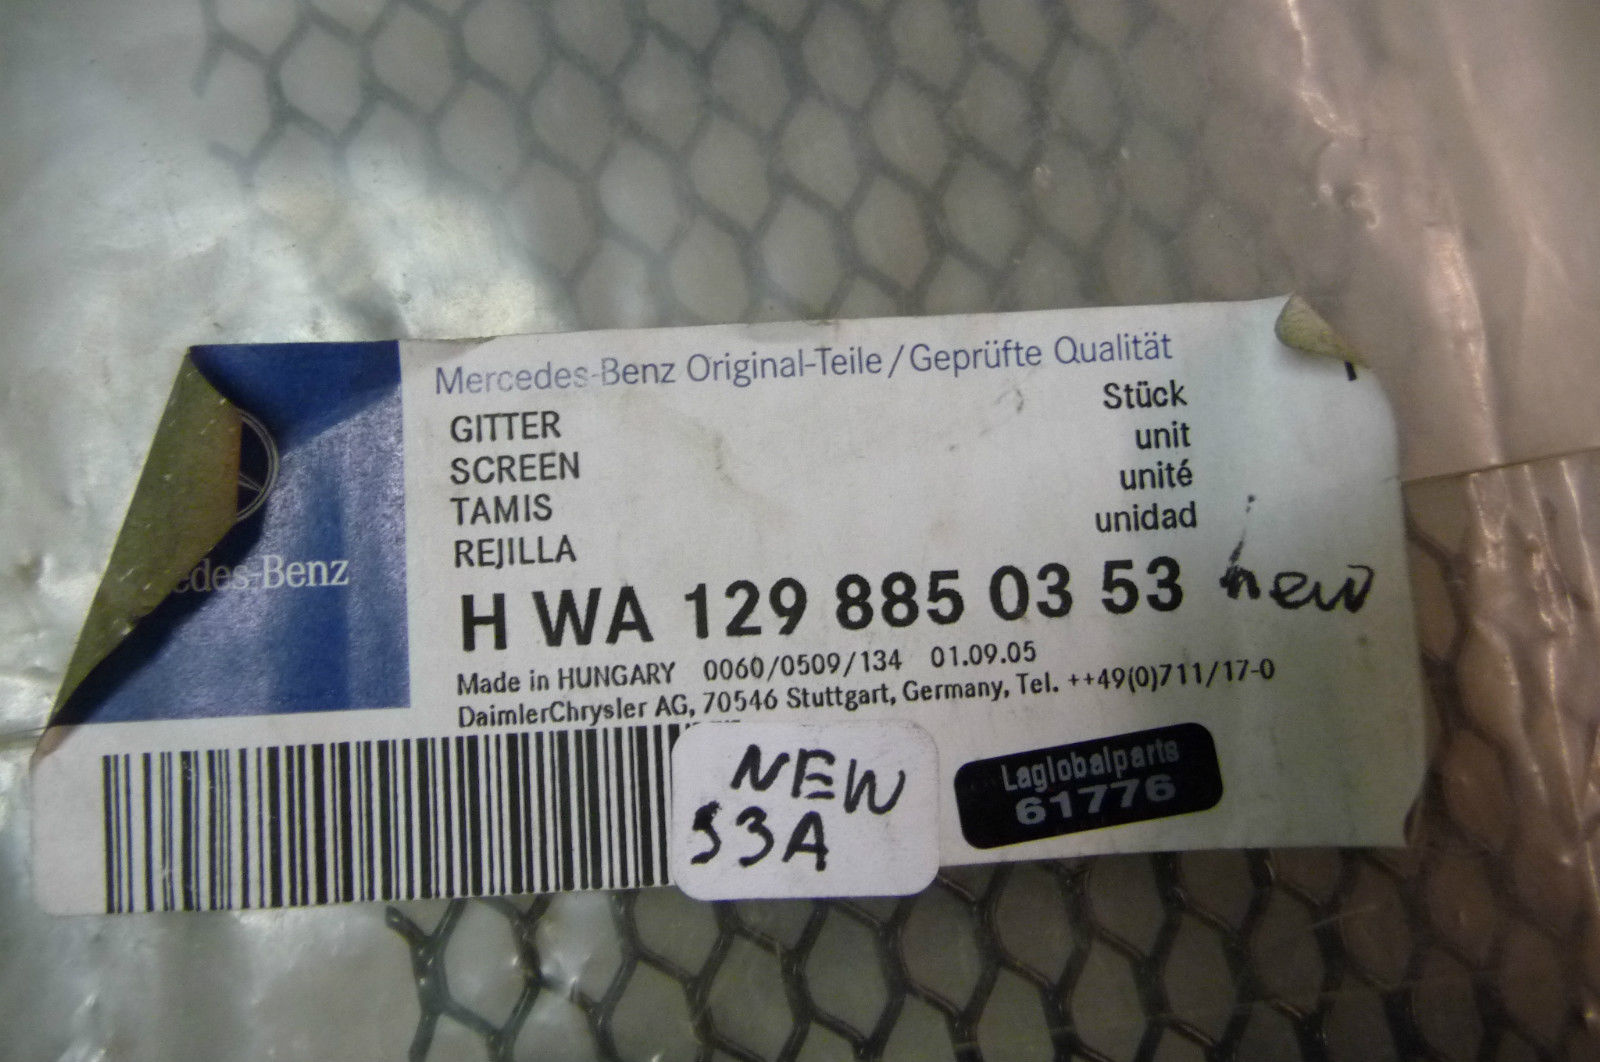 Mercedes-Benz Original-Teile / Geprüfte Qualität
GITTER Stück
SCREEN unit
TAMIS unité
REJILLA unidad
edes-Benz
H WA 129 885 03 53 new
Made in HUNGARY 0060/0509/134 01.09.05
DaimlerChrysler AG, 70546 Stuttgart, Germany, Tel. ++49(0)711/17-0
NEW
53A
Laglobalparts
61776